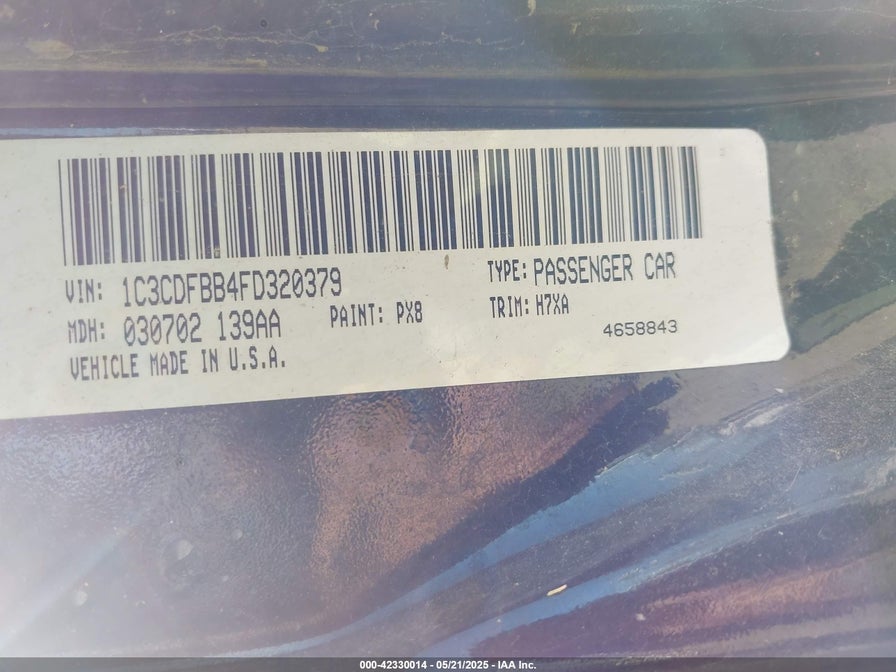 VIN: 1C3CDFBB4FD320379
TYPE: PASSENGER CAR
MDH: 030702 139AA
PAINT: PX8
TRIM: H7XA
VEHICLE MADE IN U.S.A.
4658843
000-42330014 - 05/21/2025 - IAA Inc.